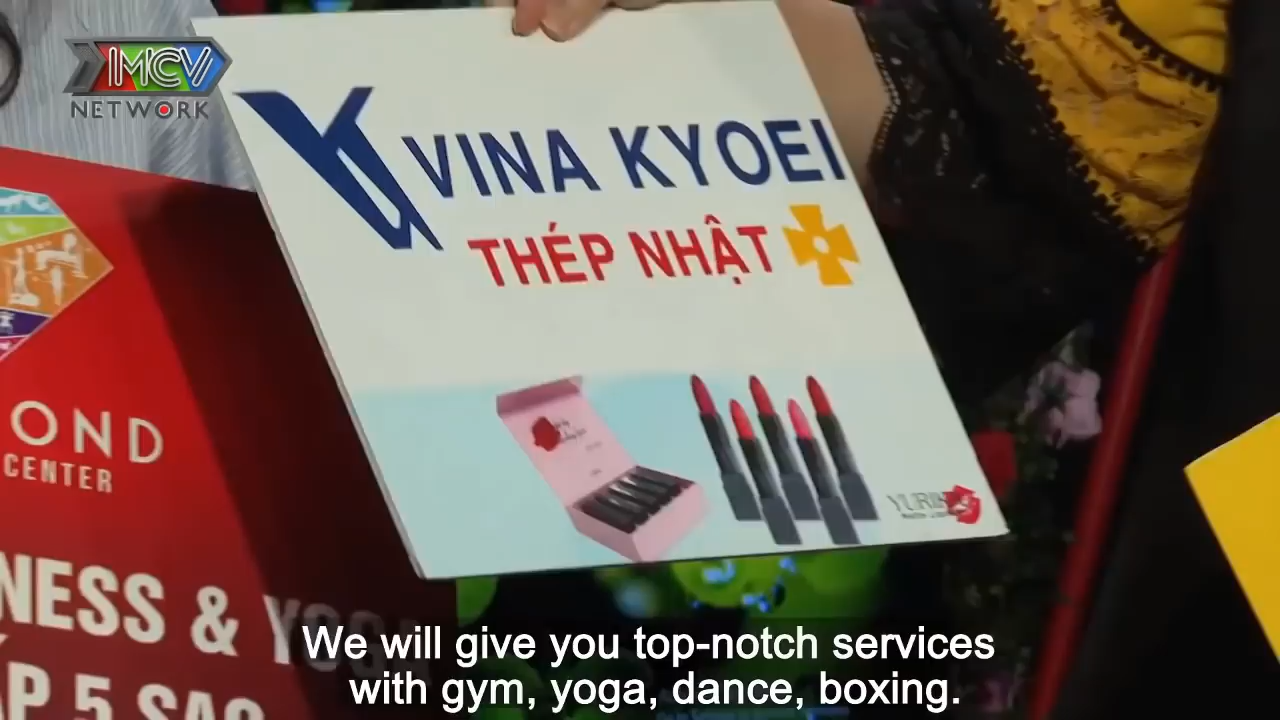 MCV
NETWORK
VINA KYOEI
THÉP NHẬT
OND
CENTER
NESS & YOGA
P 5 SAO
We will give you top-notch services
with gym, yoga, dance, boxing.